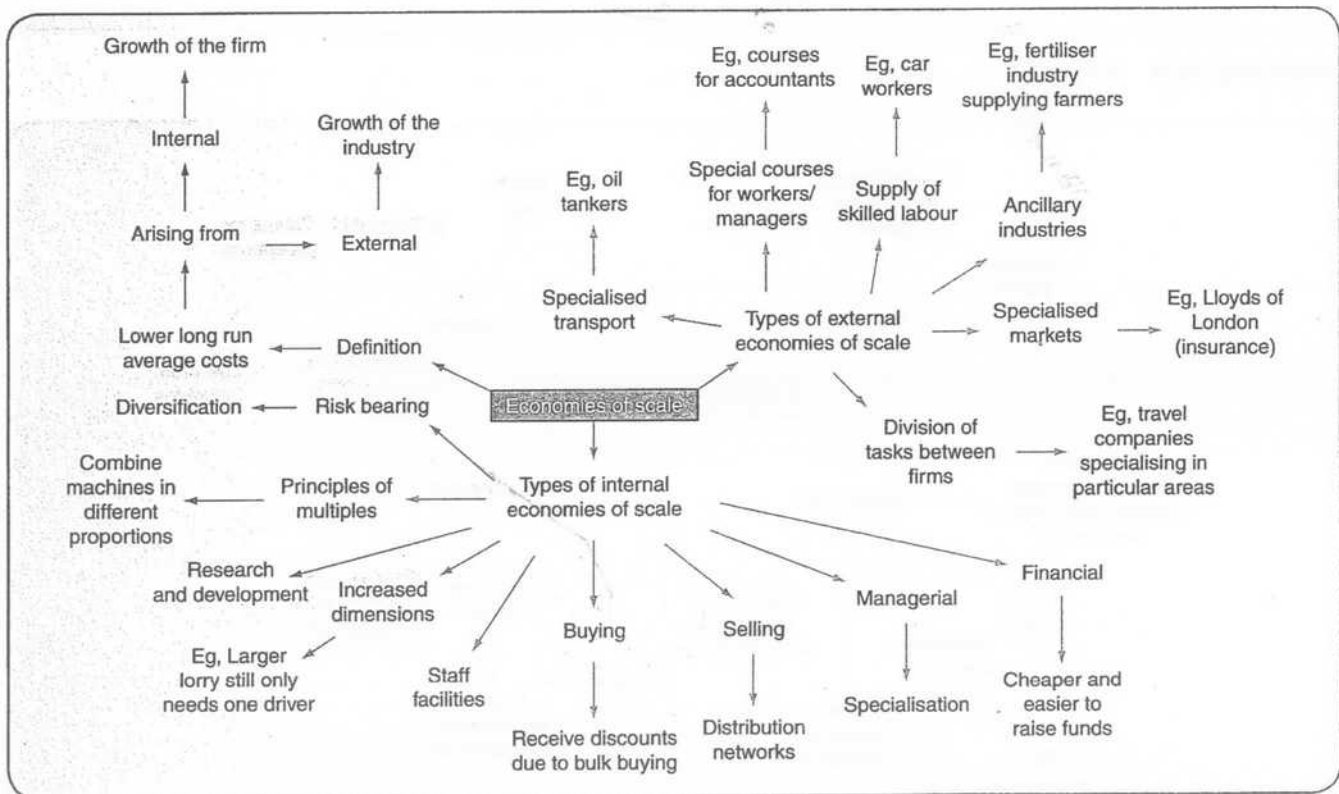 Growth of the firm
Internal
Growth of the
industry
Arising from
External
Lower long run
average costs
Definition
Eg, oil
tankers
Specialised
transport
Eg, courses
for accountants
Special courses
for workers/
managers
Eg, car
workers
Supply of
skilled labour
Eg, fertiliser
industry
supplying farmers
Ancillary
industries
Types of external
economies of scale
Specialised
markets
Eg, Lloyds of
London
(insurance)
Division of
tasks between
firms
Eg, travel
companies
specialising in
particular areas
Economies of scale
Diversification
Risk bearing
Combine
machines in
different
proportions
Principles of
multiples
Types of internal
economies of scale
Research
and development
Increased
dimensions
Eg, Larger
lorry still only
needs one driver
Staff
facilities
Buying
Receive discounts
due to bulk buying
Selling
Distribution
networks
Managerial
Specialisation
Financial
Cheaper and
easier to
raise funds